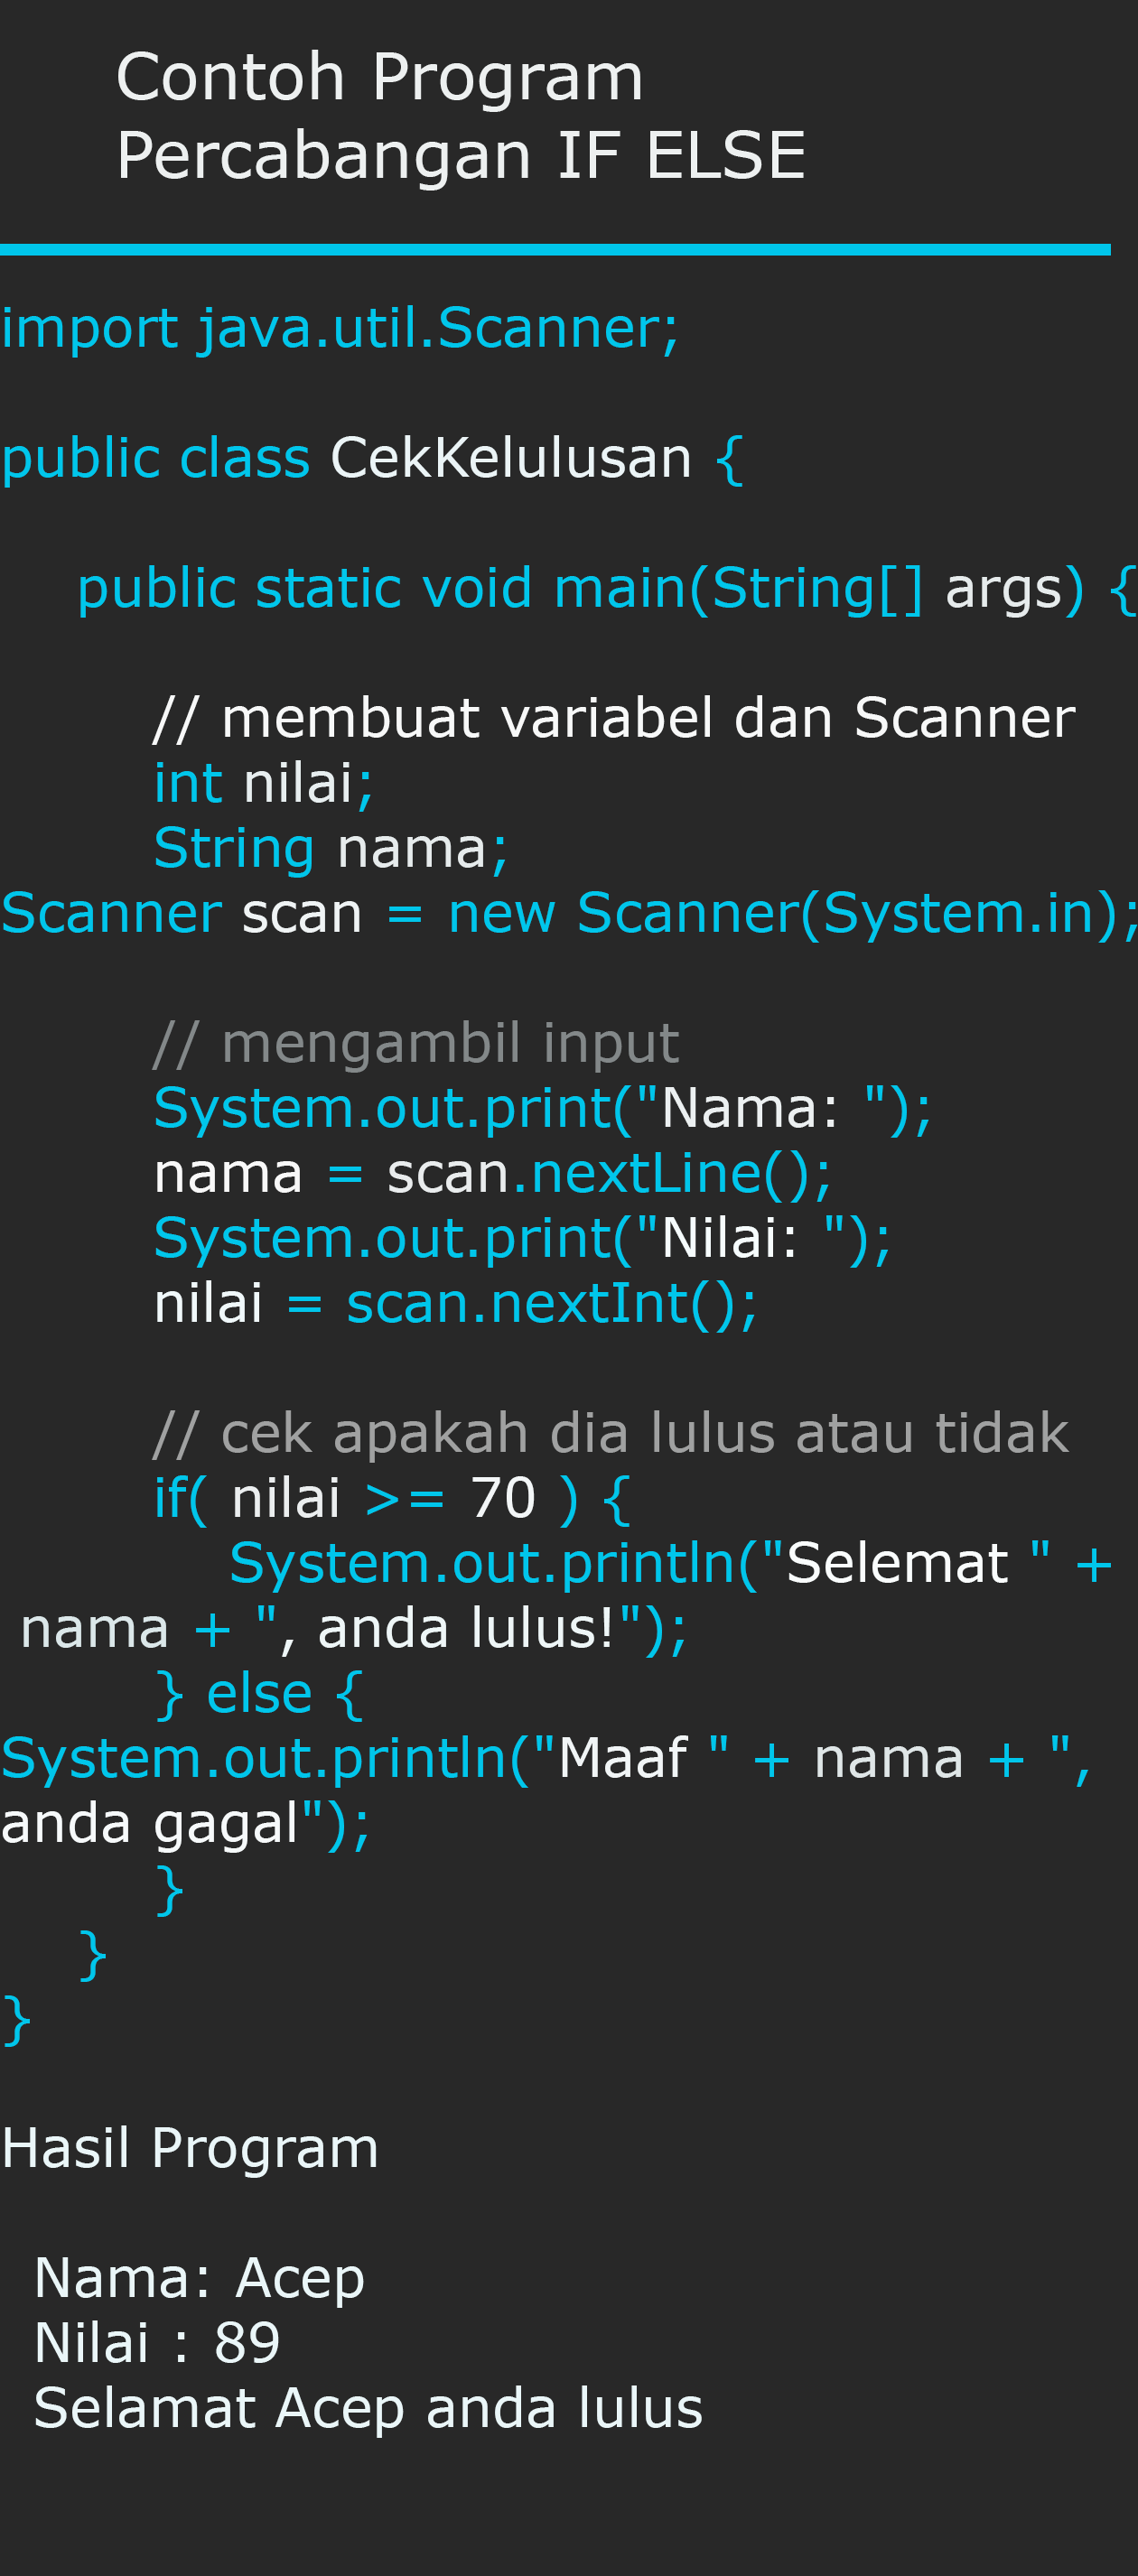 Contoh Program
Percabangan IF ELSE
import java.util.Scanner;
public class CekKelulusan {
public static void main(String[] args) {
// membuat variabel dan Scanner
int nilai;
String nama;
Scanner scan = new Scanner(System.in);
// mengambil input
System.out.print("Nama: ");
nama = scan.nextLine();
System.out.print("Nilai: ");
nilai = scan.nextInt();
// cek apakah dia lulus atau tidak
if( nilai >= 70 ) {
System.out.println("Selemat " +
nama + ", anda lulus!");
} else {
System.out.println("Maaf " + nama + ",
anda gagal");
}
}
}
Hasil Program
Nama: Acep
Nilai : 89
Selamat Acep anda lulus